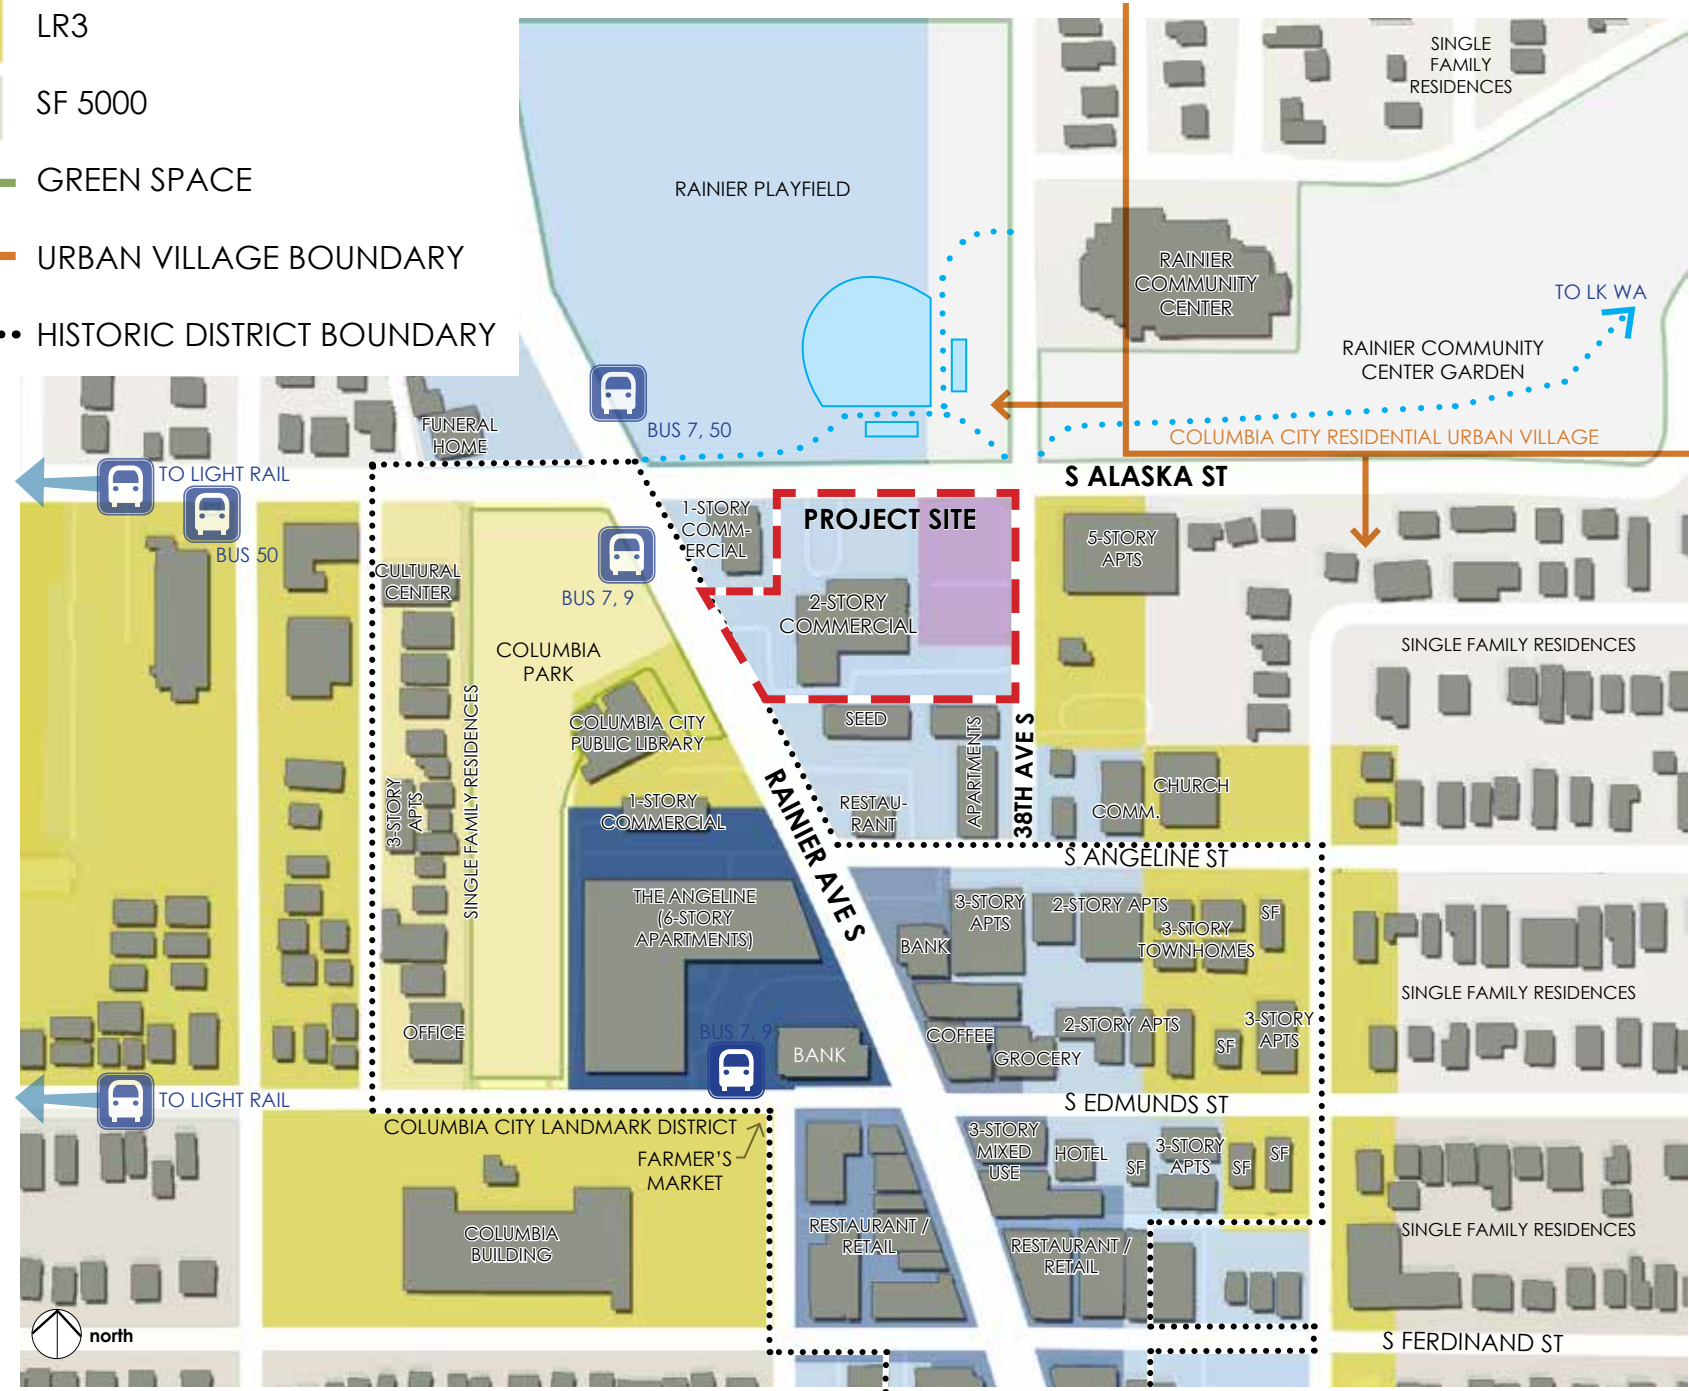 LR3
SF 5000
GREEN SPACE
URBAN VILLAGE BOUNDARY
HISTORIC DISTRICT BOUNDARY
SINGLE
FAMILY
RESIDENCES
RAINIER PLAYFIELD
RAINIER
COMMUNITY
CENTER
TO LK WA
RAINIER COMMUNITY
CENTER GARDEN
FUNERAL
HOME
BUS 7, 50
COLUMBIA CITY RESIDENTIAL URBAN VILLAGE
TO LIGHT RAIL
S ALASKA ST
BUS 50
1-STORY
COMM-
ERCIAL
PROJECT SITE
5-STORY
APTS
CULTURAL
CENTER
BUS 7, 9
2-STORY
COMMERCIAL
COLUMBIA
PARK
SINGLE FAMILY RESIDENCES
SINGLE FAMILY RESIDENCES
COLUMBIA CITY
PUBLIC LIBRARY
SEED
APARTMENTS
38TH AVE S
3-STORY
APTS
1-STORY
COMMERCIAL
RAINIER AVE S
RESTAU-
RANT
COMM.
CHURCH
S ANGELINE ST
THE ANGELINE
(6-STORY
APARTMENTS)
BANK
3-STORY
APTS
2-STORY APTS
3-STORY
TOWNHOMES
SF
SINGLE FAMILY RESIDENCES
OFFICE
BUS 7, 9
BANK
COFFEE
GROCERY
2-STORY APTS
SF
3-STORY
APTS
TO LIGHT RAIL
S EDMUNDS ST
COLUMBIA CITY LANDMARK DISTRICT
FARMER'S
MARKET
3-STORY
MIXED
USE
HOTEL
SF
3-STORY
APTS
SF
SF
COLUMBIA
BUILDING
RESTAURANT /
RETAIL
RESTAURANT /
RETAIL
SINGLE FAMILY RESIDENCES
north
S FERDINAND ST